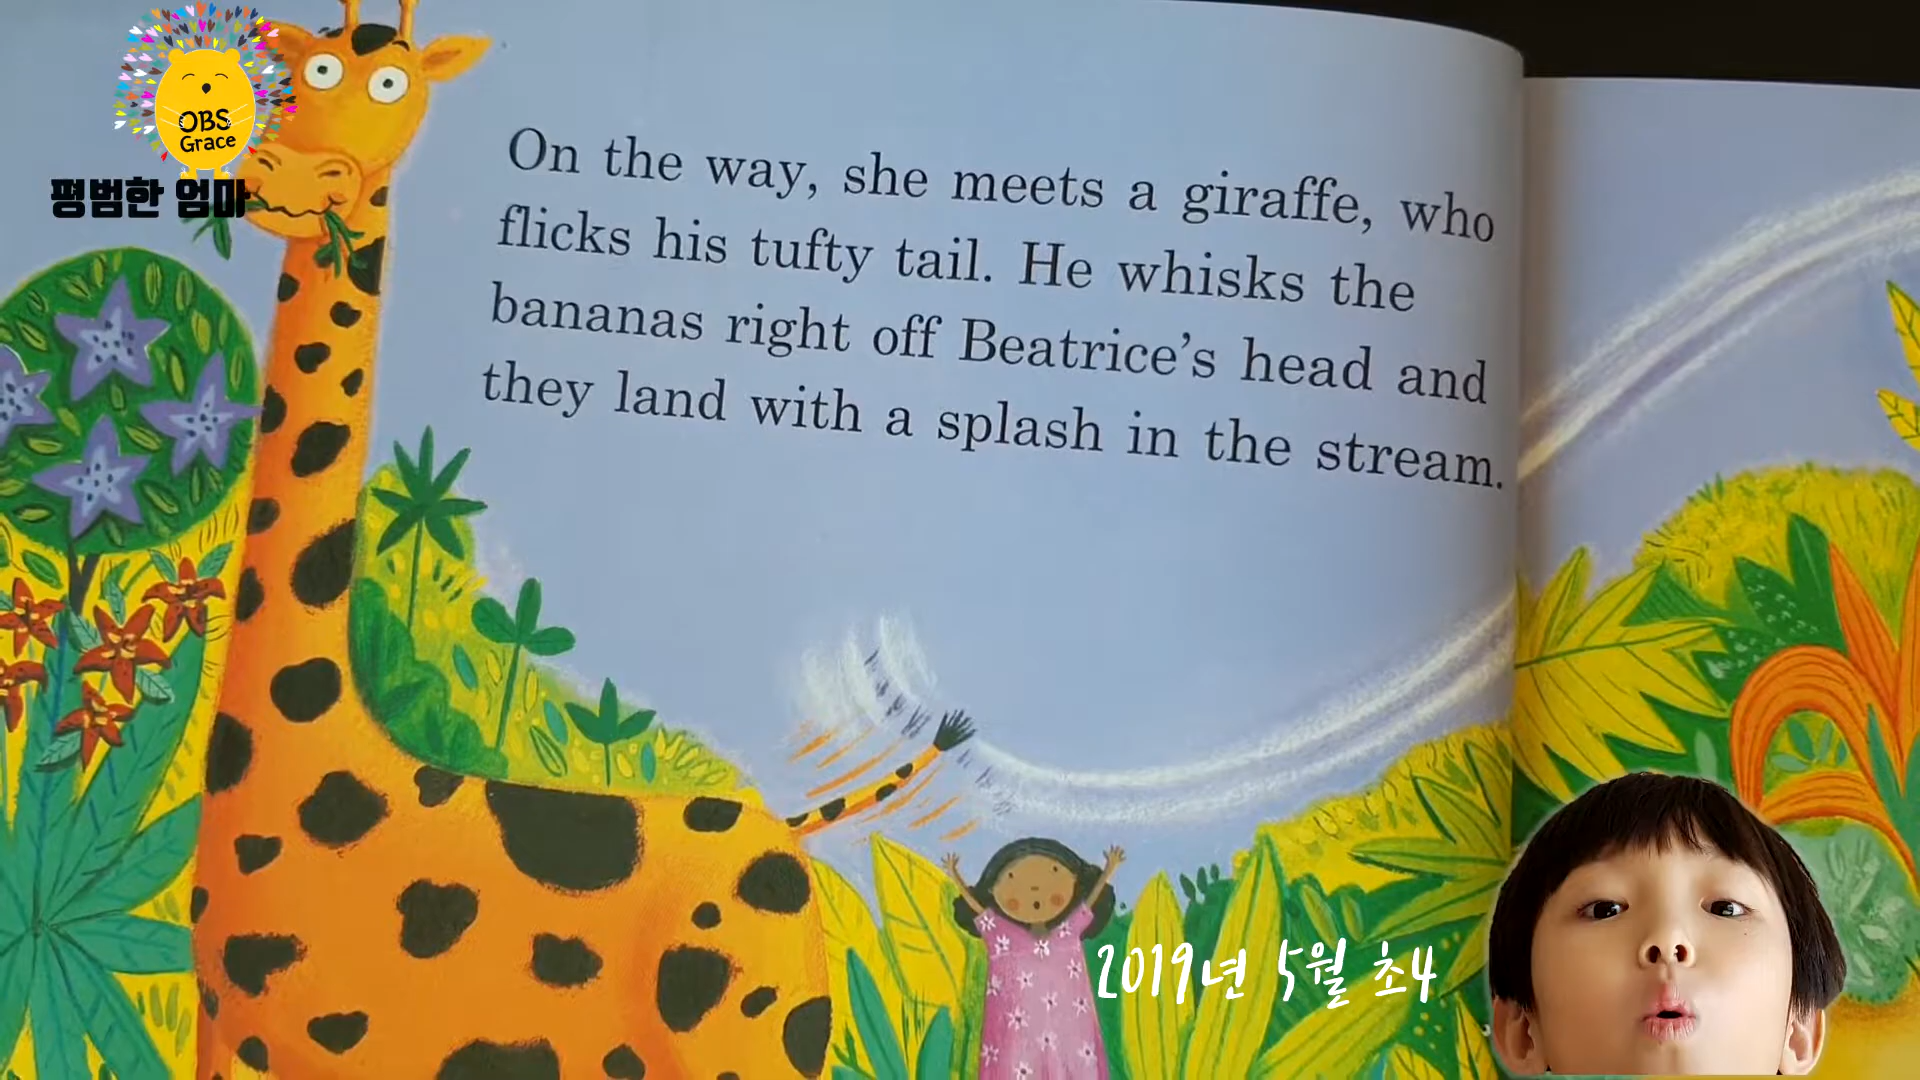 OBS
Grace
평범한 엄마
On the way, she meets a giraffe, who
flicks his tufty tail. He whisks the
bananas right off Beatrice's head and
they land with a splash in the stream.
2019년 5월 초4